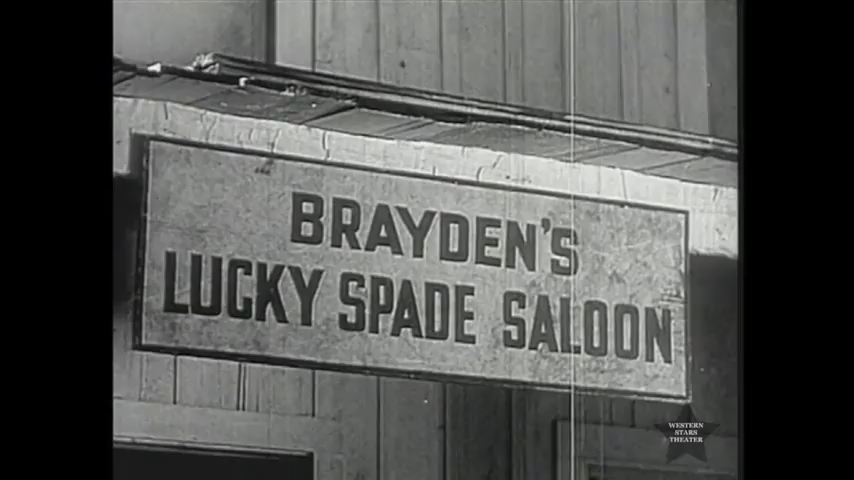 BRAYDEN'S
LUCKY SPADE SALOON
WESTERN
STARS
THEATER